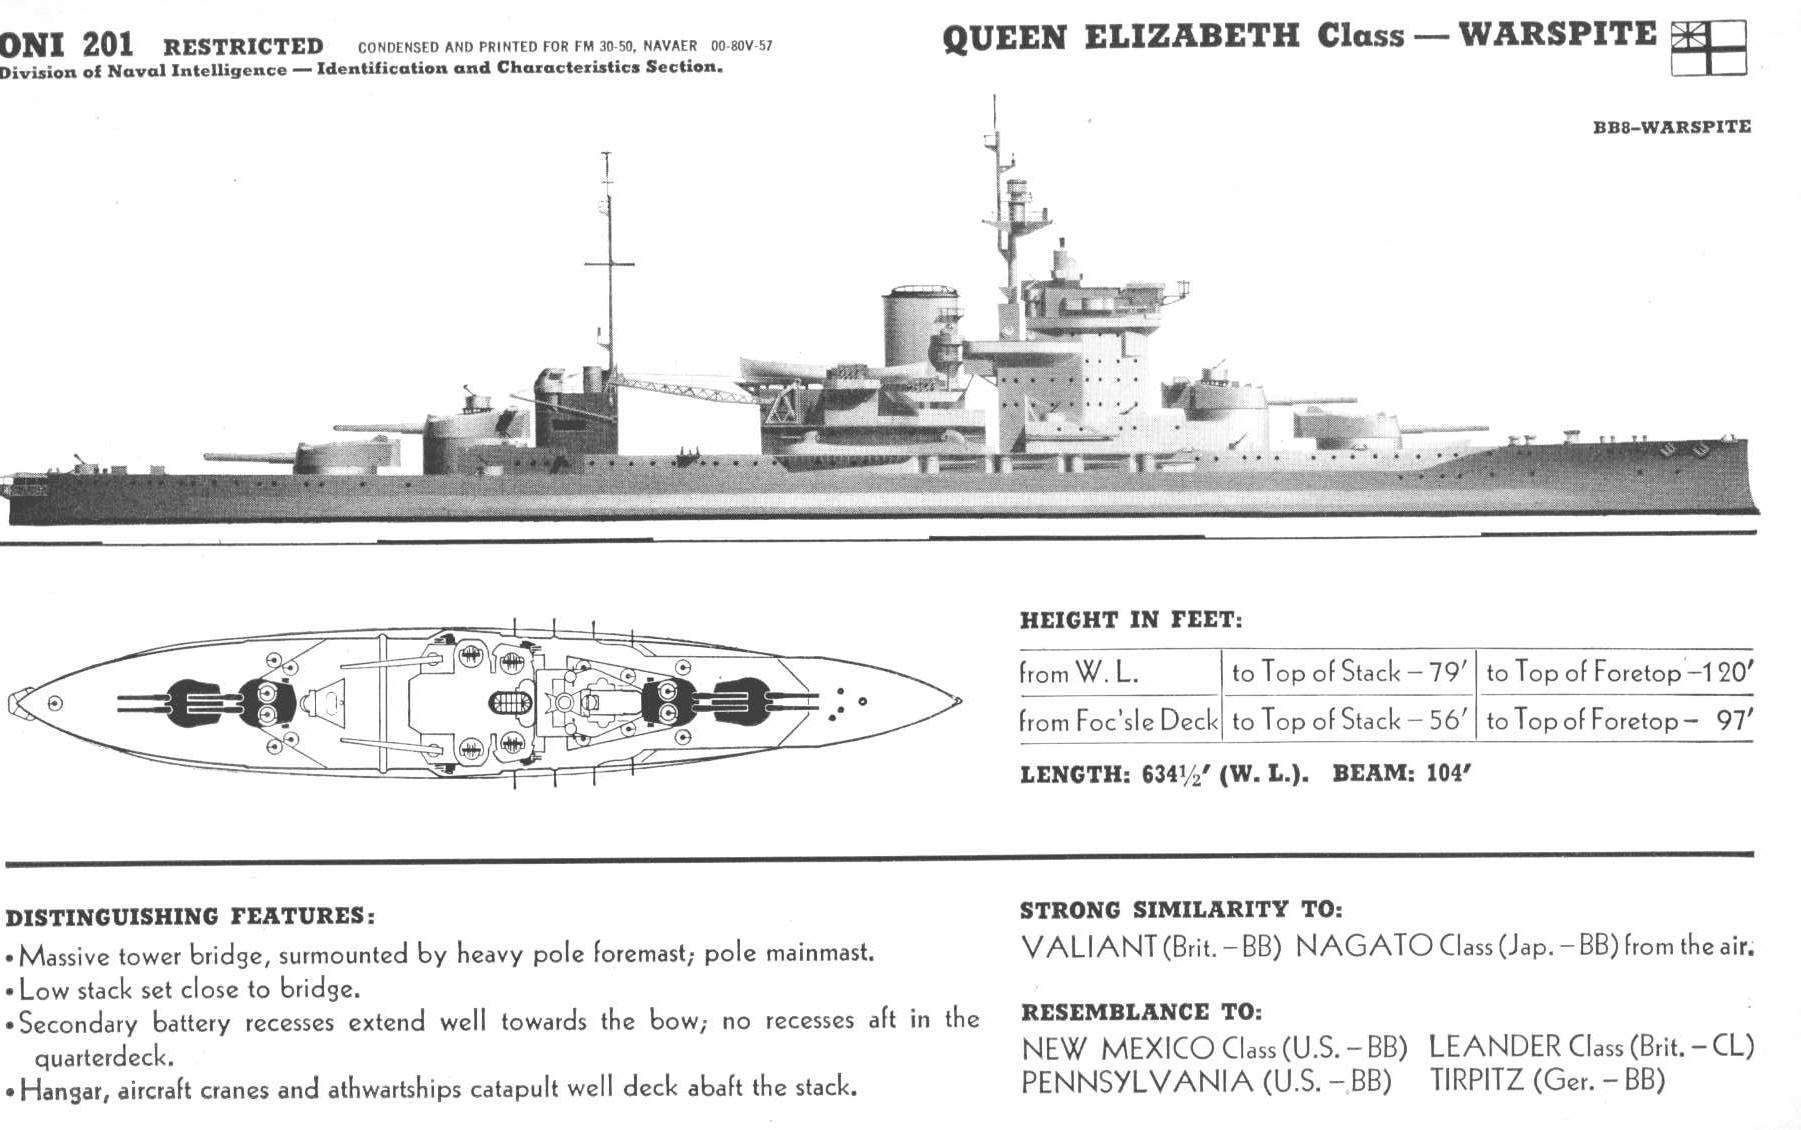 ONI 201 RESTRICTED CONDENSED AND PRINTED FOR FM 30-50, NAVAER 00-80V-57
Division of Naval Intelligence — Identification and Characteristics Section.
QUEEN ELIZABETH Class — WARSPITE
BB8-WARSPITE
HEIGHT IN FEET:
from W. L. to Top of Stack – 79′ to Top of Foretop – 120′
from Foc'sle Deck to Top of Stack – 56′ to Top of Foretop – 97′
LENGTH: 634½′ (W. L.). BEAM: 104′
DISTINGUISHING FEATURES:
• Massive tower bridge, surmounted by heavy pole foremast; pole mainmast.
• Low stack set close to bridge.
• Secondary battery recesses extend well towards the bow; no recesses aft in the
quarterdeck.
• Hangar, aircraft cranes and athwartships catapult well deck abaft the stack.
STRONG SIMILARITY TO:
VALIANT (Brit. – BB) NAGATO Class (Jap. – BB) from the air.
RESEMBLANCE TO:
NEW MEXICO Class (U.S. – BB) LEANDER Class (Brit. – CL)
PENNSYLVANIA (U.S. – BB) TIRPITZ (Ger. – BB)